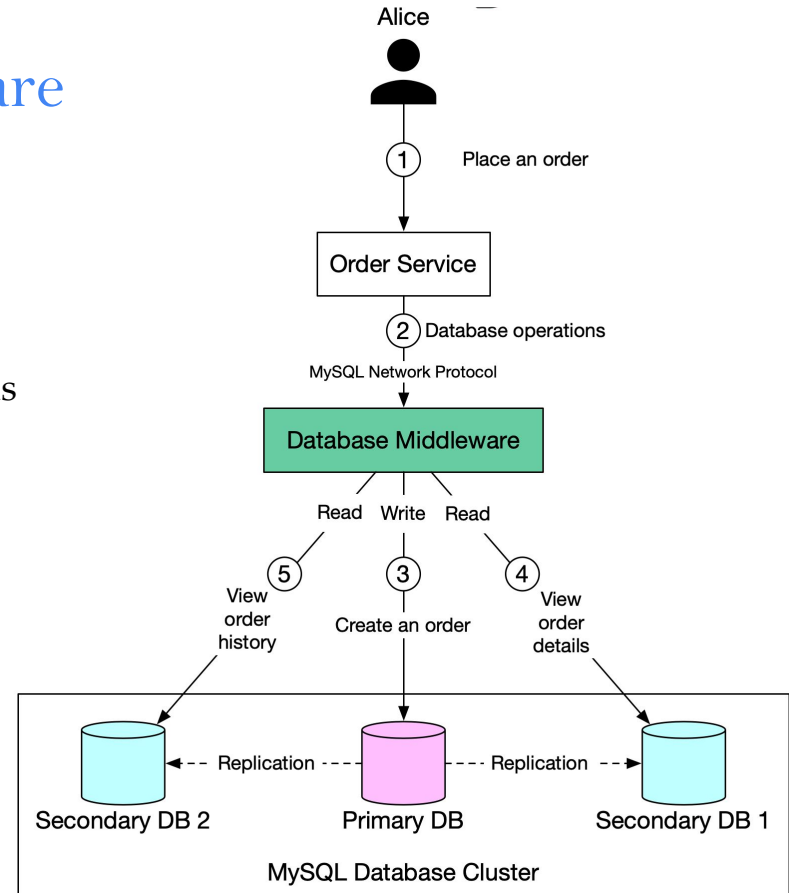 Alice
are
1
Place an order
Order Service
2
Database operations
s
MySQL Network Protocol
Database Middleware
Read
Write
Read
5
3
4
View
order
history
Create an order
View
order
details
Replication
Replication
Secondary DB 2
Primary DB
Secondary DB 1
MySQL Database Cluster